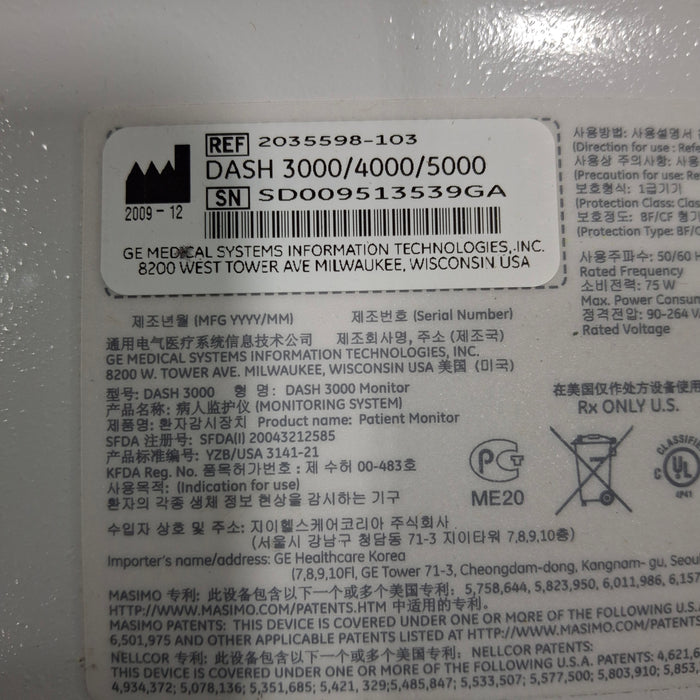 REF 2035598-103
DASH 3000/4000/5000
SN SD009513539GA
2009 - 12
GE MEDICAL SYSTEMS INFORMATION TECHNOLOGIES, INC.
8200 WEST TOWER AVE MILWAUKEE, WISCONSIN USA
제조년월 (MFG YYYY/MM) 제조번호 (Serial Number)
通用电气医疗系统信息技术公司 제조회사명, 주소 (제조국)
GE MEDICAL SYSTEMS INFORMATION TECHNOLOGIES, INC.
8200 W. TOWER AVE. MILWAUKEE, WISCONSIN USA 美国 (미국)
型号: DASH 3000 형 명: DASH 3000 Monitor
产品名称: 病人监护仪 (MONITORING SYSTEM)
제품명: 환자감시장치 Product name: Patient Monitor
SFDA 注册号: SFDA(I) 20043212585
产品标准编号: YZB/USA 3141-21
KFDA Reg. No. 품목허가번호 : 제 수허 00-483호
사용목적: (Indication for use)
환자의 각종 생체 정보 현상을 감시하는 기구
수입자 상호 및 주소: 지이헬스케어코리아 주식회사
(서울시 강남구 청담동 71-3 지이타워 7,8,9,10층)
Importer's name/address: GE Healthcare Korea
(7,8,9,10Fl, GE Tower 71-3, Cheongdam-dong, Kangnam- gu, Seoul
MASIMO 专利: 此设备包含以下一个或多个美国专利: 5,758,644, 5,823,950, 6,011,986, 6,157
HTTP://WWW.MASIMO.COM/PATENTS.HTM 中适用的专利.
MASIMO PATENTS: THIS DEVICE IS COVERED UNDER ONE OR MORE OF THE FOLLOWING U.S.
6,501,975 AND OTHER APPLICABLE PATENTS LISTED AT HTTP://WWW.MASIMO.COM/PATENTS
NELLCOR 专利: 此设备包含以下一个或多个美国专利: 4,621,6
NELLCOR PATENTS: THIS DEVICE IS COVERED UNDER ONE OR MORE OF THE FOLLOWING U.S.A. PATENTS:
4,934,372; 5,078,136; 5,351,685; 5,421,329; 5,485,847; 5,533,507; 5,577,500; 5,803,910; 5,853,
사용방법: 사용설명서
(Direction for use : Refe
사용상 주의사항: 사용
(Precaution for use: Re
보호형식: 1급기기
(Protection Class: Clas
보호정도: BF/CF 형기
(Protection Type: BF/C
사용주파수: 50/60 H
Rated Frequency
소비전력: 75 W
Max. Power Consum
정격전압: 90-264 VA
Rated Voltage
在美国仅作处方设备使用
Rx ONLY U.S.
PG
ME20
CLASSIFIED
C UL
IP41